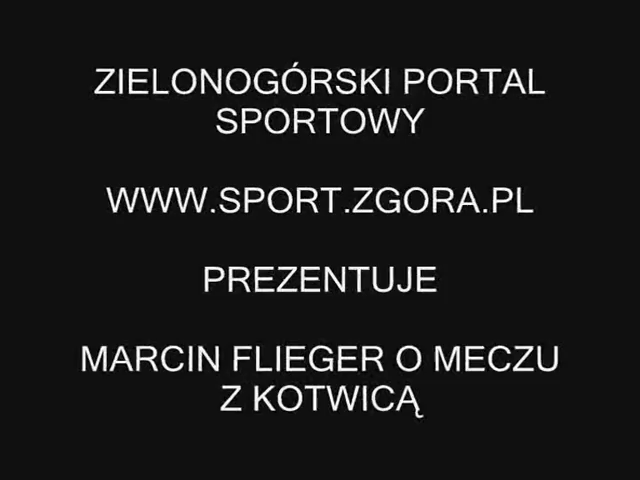 ZIELONOGÓRSKI PORTAL
SPORTOWY
WWW.SPORT.ZGORA.PL
PREZENTUJE
MARCIN FLIEGER O MECZU
Z KOTWICĄ